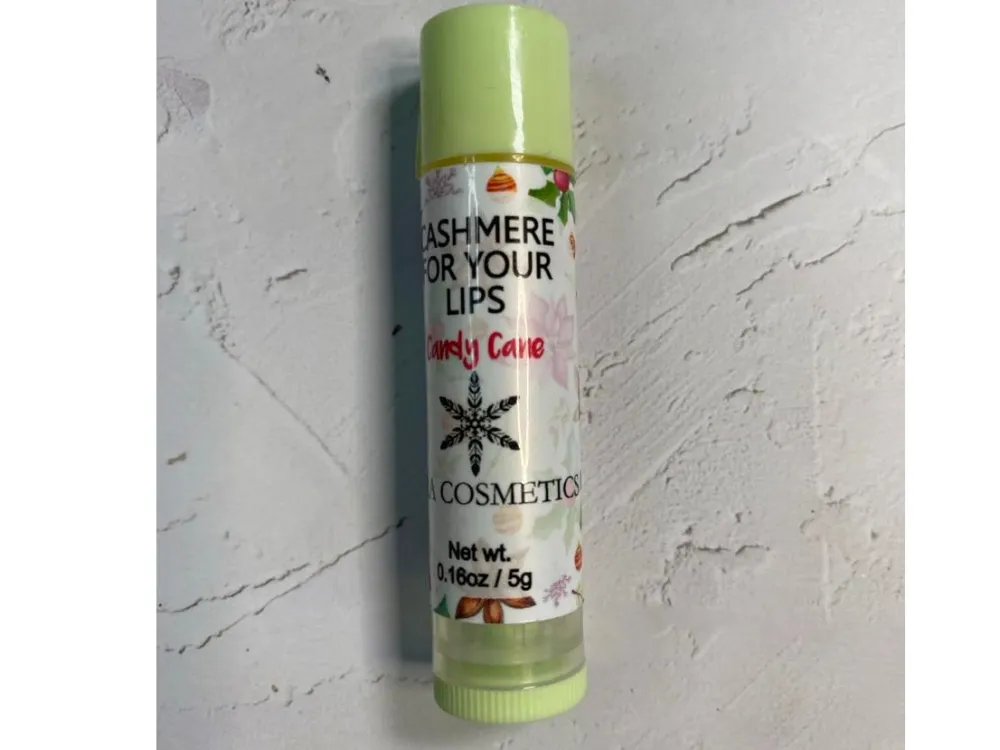 CASHMERE
FOR YOUR
LIPS
Candy Cane
A COSMETICS
Net wt.
0.16oz / 5g